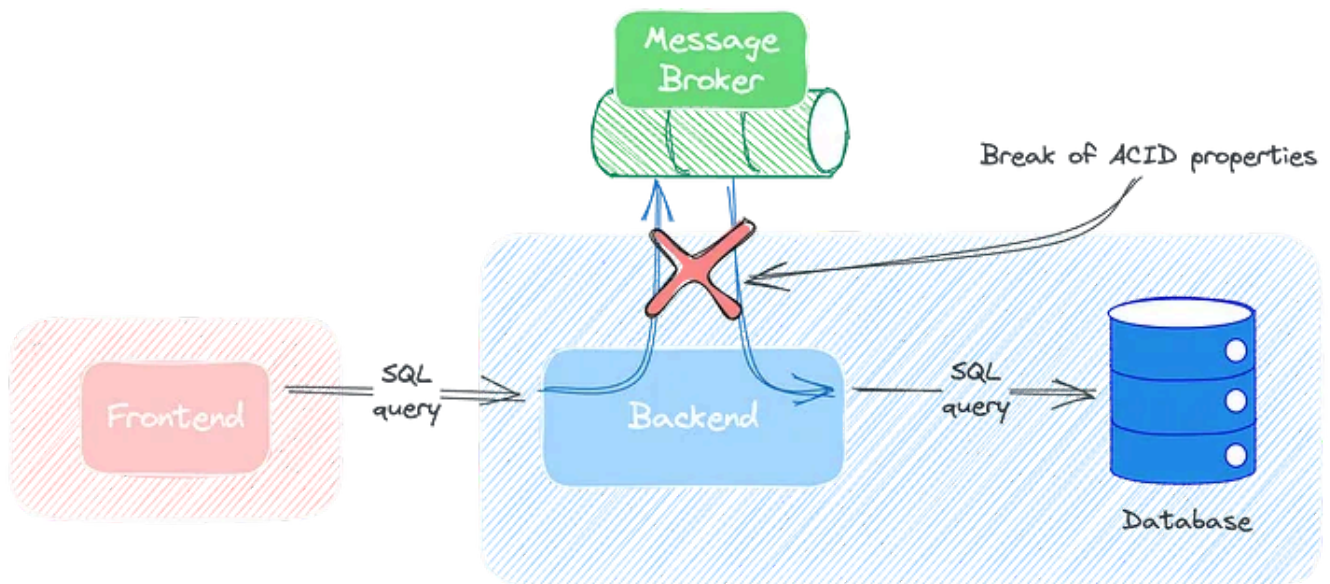 Message
Broker
Break of ACID properties
Frontend
SQL
query
Backend
SQL
query
Database